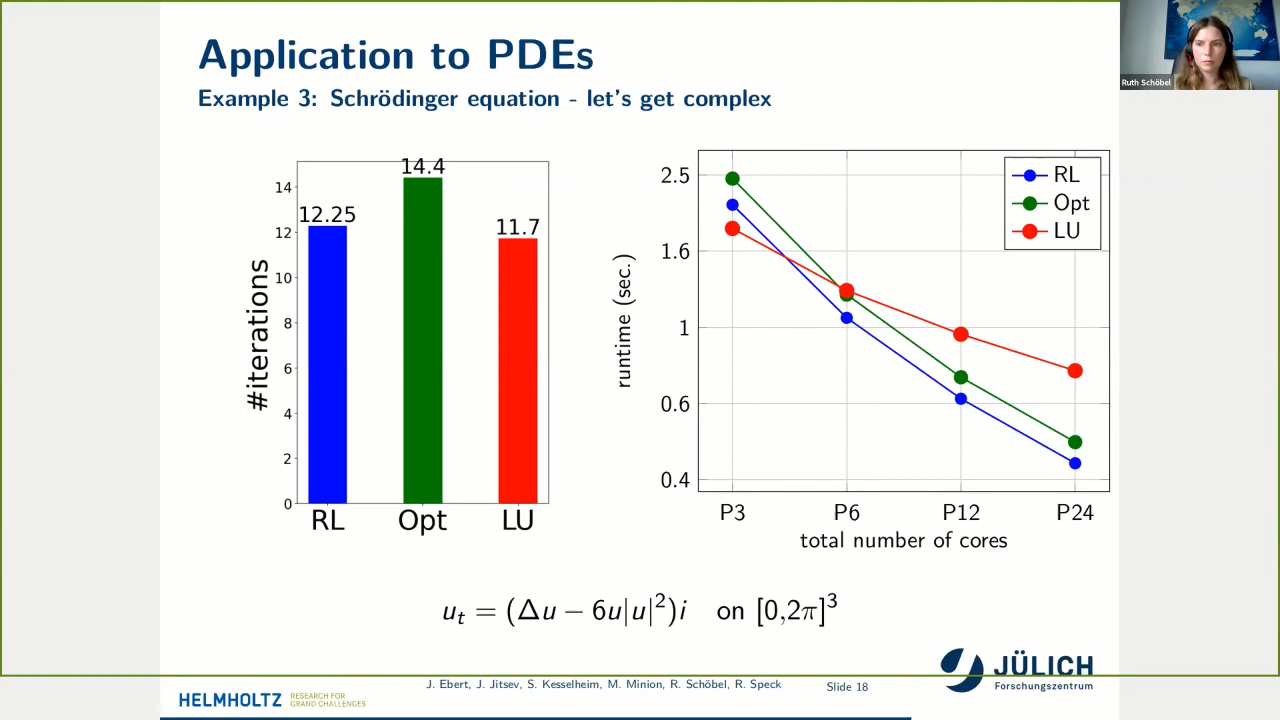 Application to PDEs
Example 3: Schrödinger equation - let's get complex
Ruth Schöbel
#iterations
14
12
10
8
6
4
2
0
12.25
14.4
11.7
RL
Opt
LU
runtime (sec.)
2.5
1.6
1
0.6
0.4
RL
Opt
LU
P3
P6
P12
P24
total number of cores
u_t = (Δu − 6u|u|²)i on [0,2π]³
J. Ebert, J. Jitsev, S. Kesselheim, M. Minion, R. Schöbel, R. Speck
Slide 18
HELMHOLTZ
RESEARCH FOR
GRAND CHALLENGES
JÜLICH
Forschungszentrum